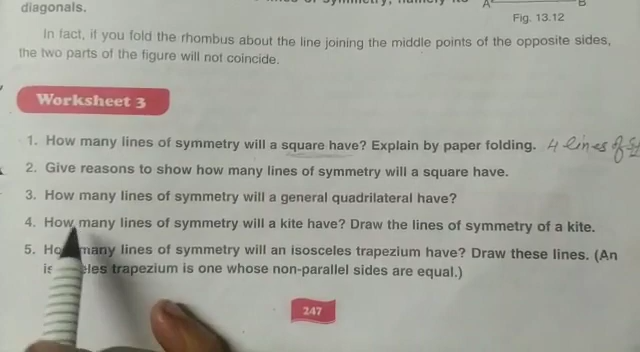 diagonals.
A B
Fig. 13.12
In fact, if you fold the rhombus about the line joining the middle points of the opposite sides,
the two parts of the figure will not coincide.
Worksheet 3
1. How many lines of symmetry will a square have? Explain by paper folding. 4 lines of
2. Give reasons to show how many lines of symmetry will a square have.
3. How many lines of symmetry will a general quadrilateral have?
4. How many lines of symmetry will a kite have? Draw the lines of symmetry of a kite.
5. many lines of symmetry will an isosceles trapezium have? Draw these lines. (An
trapezium is one whose non-parallel sides are equal.)
247